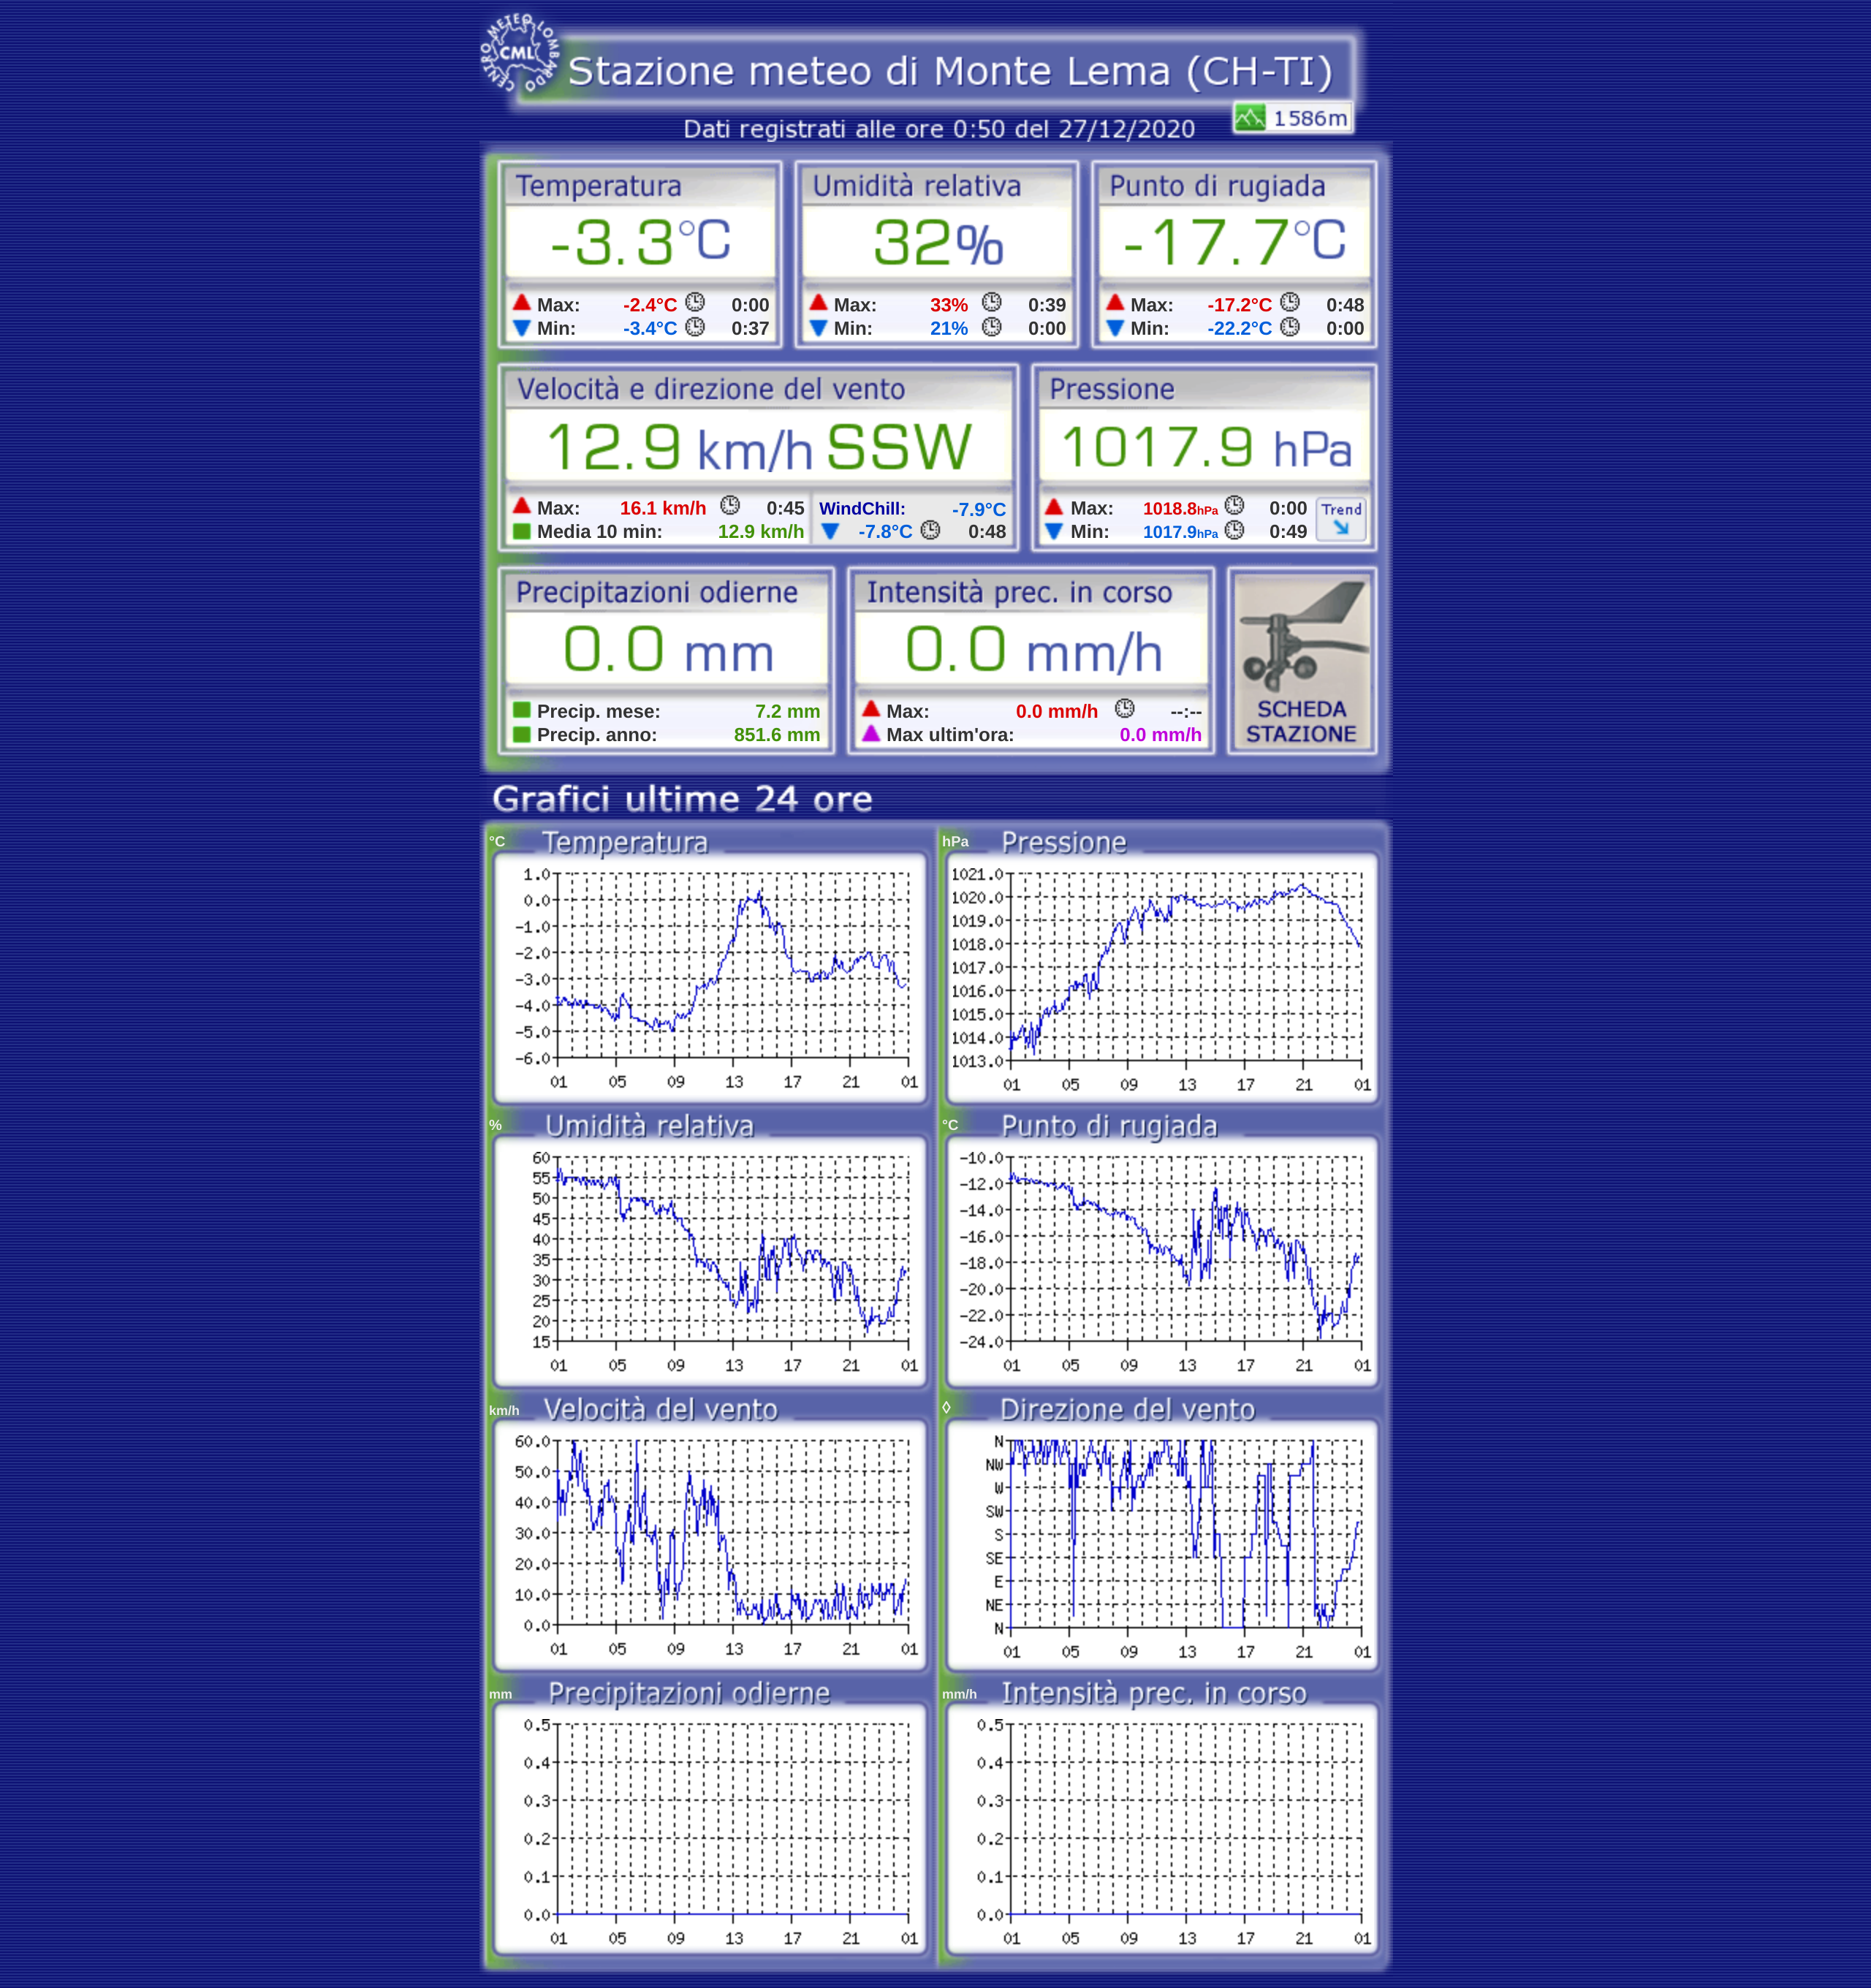 CENTRO METEO LOMBARDO
CML
Stazione meteo di Monte Lema (CH-TI)
1586m
Dati registrati alle ore 0:50 del 27/12/2020
Temperatura
-3.3°C
Max: -2.4°C 0:00
Min: -3.4°C 0:37
Umidità relativa
32%
Max: 33% 0:39
Min: 21% 0:00
Punto di rugiada
-17.7°C
Max: -17.2°C 0:48
Min: -22.2°C 0:00
Velocità e direzione del vento
12.9 km/h SSW
Max: 16.1 km/h 0:45
Media 10 min: 12.9 km/h
WindChill: -7.9°C
-7.8°C 0:48
Pressione
1017.9 hPa
Max: 1018.8hPa 0:00
Min: 1017.9hPa 0:49
Trend
Precipitazioni odierne
0.0 mm
Precip. mese: 7.2 mm
Precip. anno: 851.6 mm
Intensità prec. in corso
0.0 mm/h
Max: 0.0 mm/h --:--
Max ultim'ora: 0.0 mm/h
SCHEDA
STAZIONE
Grafici ultime 24 ore
°C Temperatura
1.0
0.0
-1.0
-2.0
-3.0
-4.0
-5.0
-6.0
01 05 09 13 17 21 01
hPa Pressione
1021.0
1020.0
1019.0
1018.0
1017.0
1016.0
1015.0
1014.0
1013.0
01 05 09 13 17 21 01
% Umidità relativa
60
55
50
45
40
35
30
25
20
15
01 05 09 13 17 21 01
°C Punto di rugiada
-10.0
-12.0
-14.0
-16.0
-18.0
-20.0
-22.0
-24.0
01 05 09 13 17 21 01
km/h Velocità del vento
60.0
50.0
40.0
30.0
20.0
10.0
0.0
01 05 09 13 17 21 01
◊ Direzione del vento
N
NW
W
SW
S
SE
E
NE
N
01 05 09 13 17 21 01
mm Precipitazioni odierne
0.5
0.4
0.3
0.2
0.1
0.0
01 05 09 13 17 21 01
mm/h Intensità prec. in corso
0.5
0.4
0.3
0.2
0.1
0.0
01 05 09 13 17 21 01